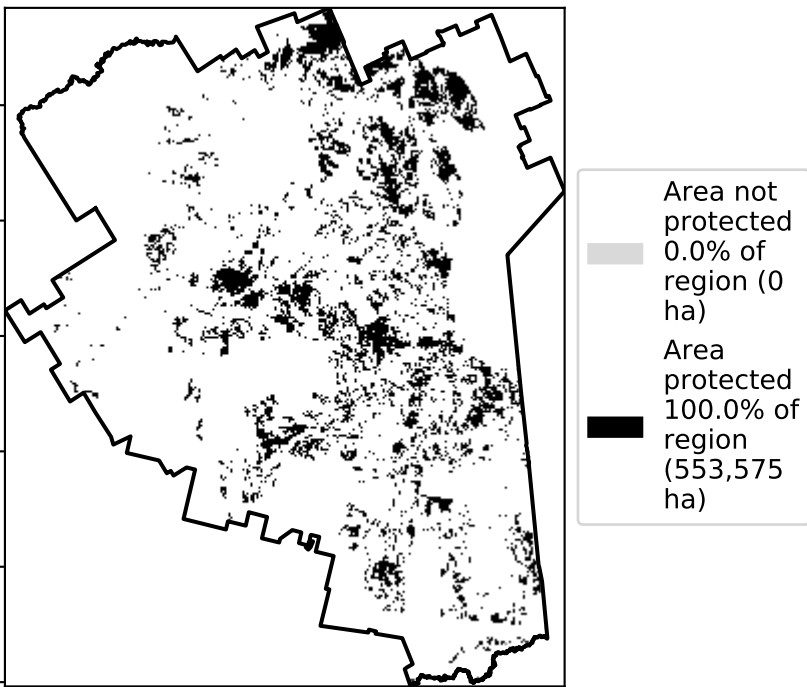 Area not
protected
0.0% of
region (0
ha)
Area
protected
100.0% of
region
(553,575
ha)